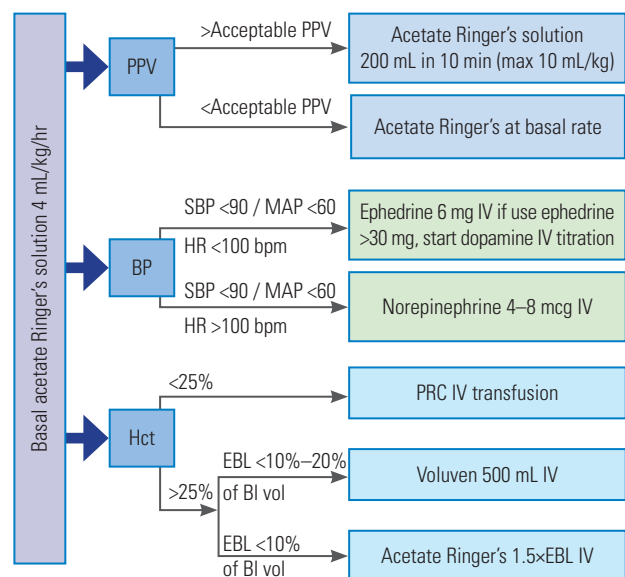 Basal acetate Ringer's solution 4 mL/kg/hr
PPV
>Acceptable PPV
Acetate Ringer's solution
200 mL in 10 min (max 10 mL/kg)
<Acceptable PPV
Acetate Ringer's at basal rate
BP
SBP <90 / MAP <60
HR <100 bpm
Ephedrine 6 mg IV if use ephedrine
>30 mg, start dopamine IV titration
SBP <90 / MAP <60
HR >100 bpm
Norepinephrine 4–8 mcg IV
Hct
<25%
PRC IV transfusion
>25%
EBL <10%–20%
of BI vol
Voluven 500 mL IV
EBL <10%
of BI vol
Acetate Ringer's 1.5×EBL IV